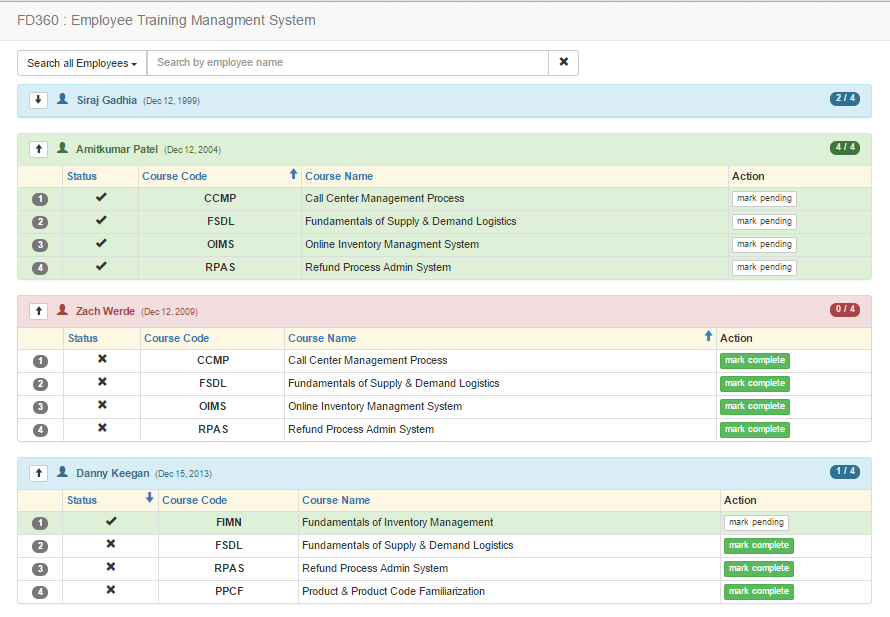 FD360 : Employee Training Managment System
Search all Employees Search by employee name
Siraj Gadhia (Dec 12, 1999) 2 / 4
Amitkumar Patel (Dec 12, 2004) 4 / 4
Status Course Code Course Name Action
1 CCMP Call Center Management Process mark pending
2 FSDL Fundamentals of Supply & Demand Logistics mark pending
3 OIMS Online Inventory Managment System mark pending
4 RPAS Refund Process Admin System mark pending
Zach Werde (Dec 12, 2009) 0 / 4
Status Course Code Course Name Action
1 CCMP Call Center Management Process mark complete
2 FSDL Fundamentals of Supply & Demand Logistics mark complete
3 OIMS Online Inventory Managment System mark complete
4 RPAS Refund Process Admin System mark complete
Danny Keegan (Dec 15, 2013) 1 / 4
Status Course Code Course Name Action
1 FIMN Fundamentals of Inventory Management mark pending
2 FSDL Fundamentals of Supply & Demand Logistics mark complete
3 RPAS Refund Process Admin System mark complete
4 PPCF Product & Product Code Familiarization mark complete